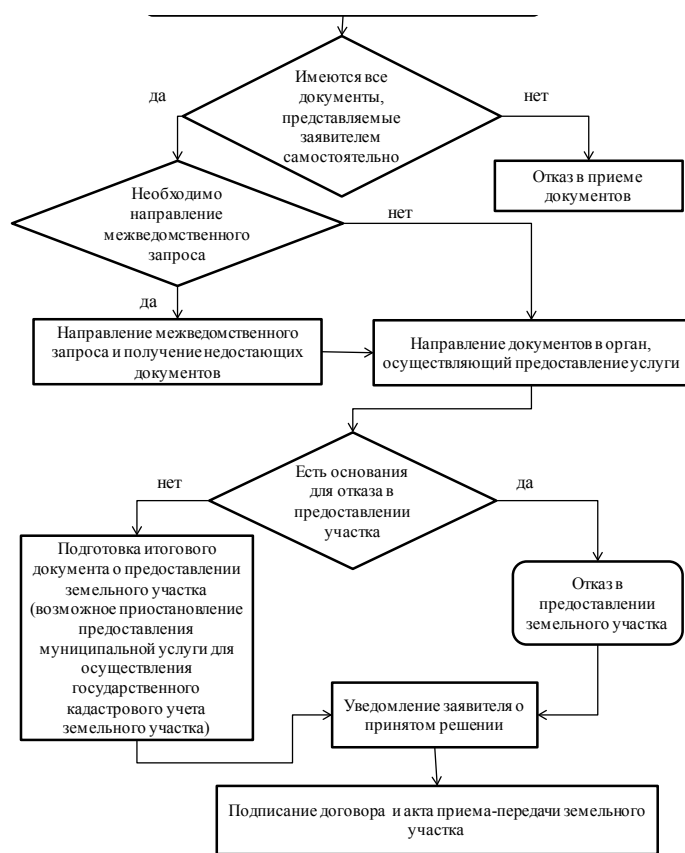 Имеются все
документы,
представляемые
заявителем
самостоятельно
да
нет
Отказ в приеме
документов
Необходимо
направление
межведомственного
запроса
нет
да
Направление межведомственного
запроса и получение недостающих
документов
Направление документов в орган,
осуществляющий предоставление услуги
Есть основания
для отказа в
предоставлении
участка
нет
да
Подготовка итогового
документа о предоставлении
земельного участка
(возможное приостановление
предоставления
муниципальной услуги для
осуществления
государственного
кадастрового учета
земельного участка)
Отказ в
предоставлении
земельного участка
Уведомление заявителя о
принятом решении
Подписание договора и акта приема-передачи земельного
участка